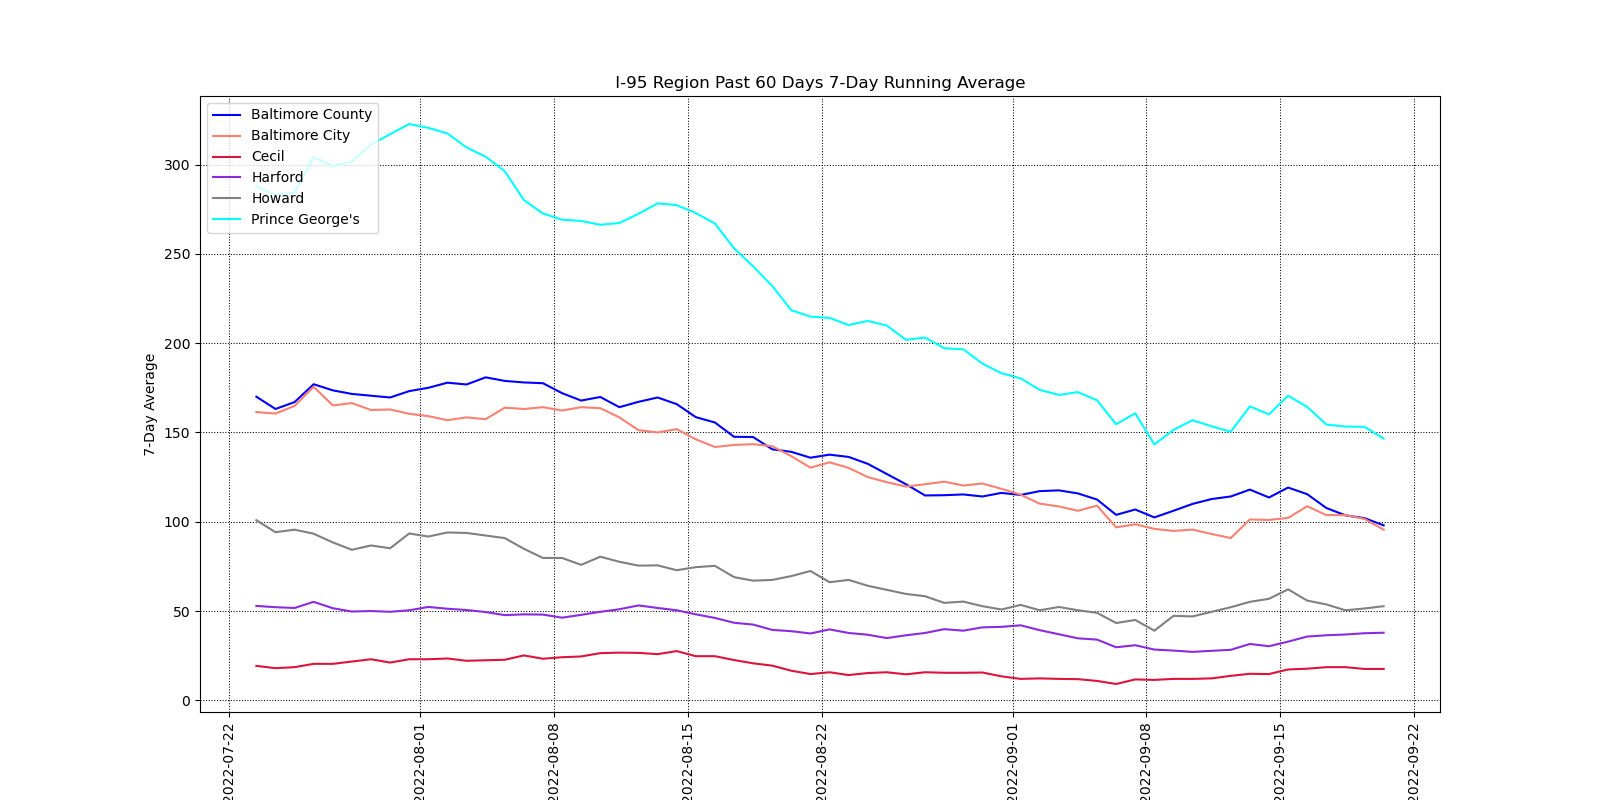 I-95 Region Past 60 Days 7-Day Running Average
Baltimore County
Baltimore City
Cecil
Harford
Howard
Prince George's
7-Day Average
300
250
200
150
100
50
0
2022-07-22
2022-08-01
2022-08-08
2022-08-15
2022-08-22
2022-09-01
2022-09-08
2022-09-15
2022-09-22